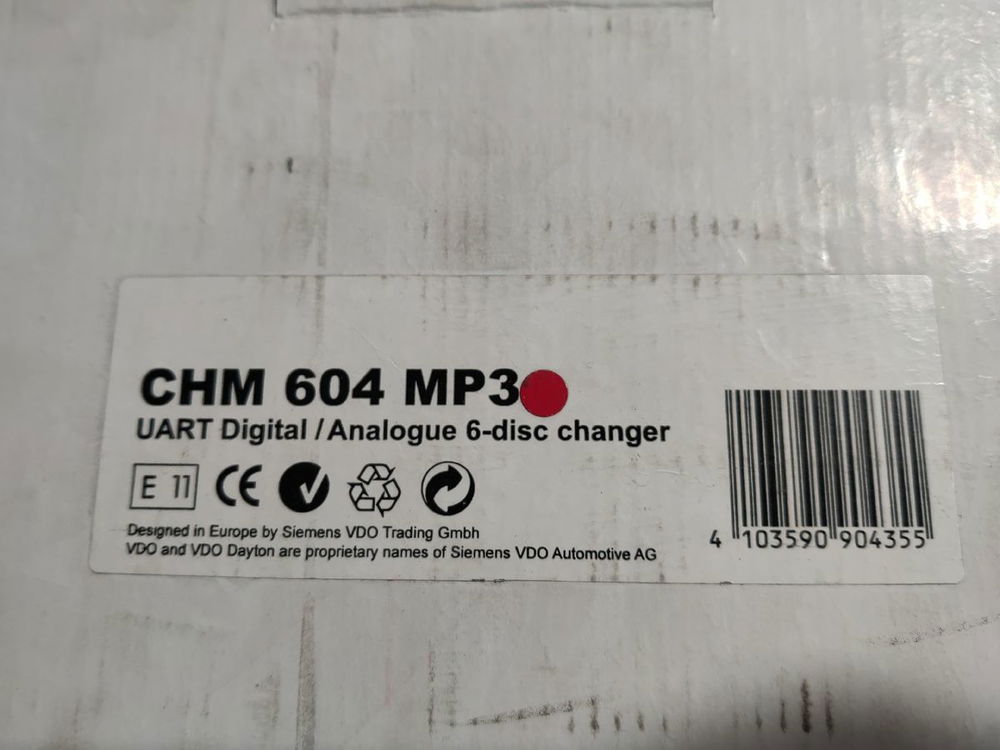 CHM 604 MP3
UART Digital / Analogue 6-disc changer
E 11 CE
Designed in Europe by Siemens VDO Trading Gmbh
VDO and VDO Dayton are proprietary names of Siemens VDO Automotive AG
4 103590 904355